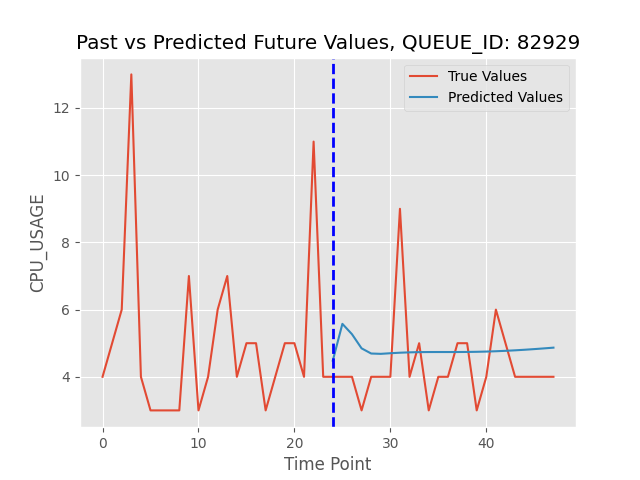 Past vs Predicted Future Values, QUEUE_ID: 82929
True Values
Predicted Values
12
10
8
6
4
CPU_USAGE
0
10
20
30
40
Time Point